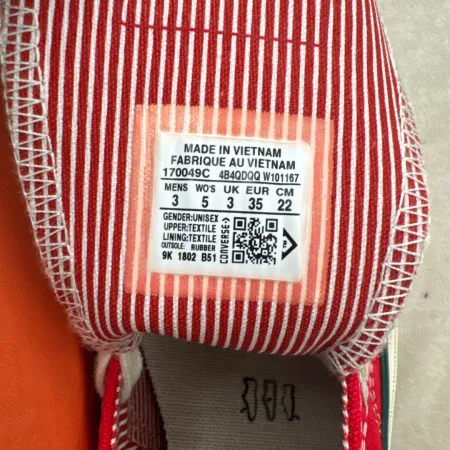 MADE IN VIETNAM
FABRIQUE AU VIETNAM
170049C 4B4QDQQ W101167
MENS WO'S UK EUR CM
3 5 3 35 22
GENDER:UNISEX
UPPER:TEXTILE
LINING:TEXTILE
OUTSOLE: RUBBER
9K 1802 B51
CONVERSE